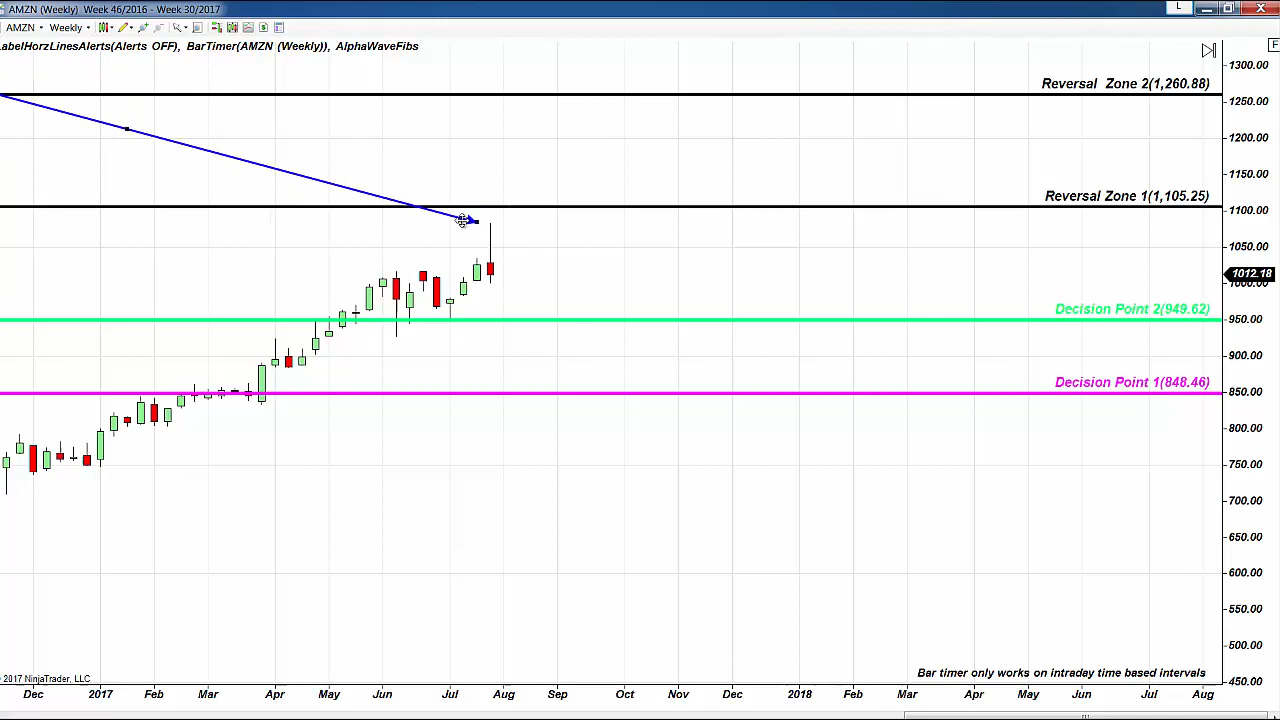 AMZN (Weekly)  Week 46/2016 - Week 30/2017
L
AMZN
Weekly
LabelHorzLinesAlerts(Alerts OFF), BarTimer(AMZN (Weekly)), AlphaWaveFibs
F
1300.00
Reversal  Zone 2(1,260.88)
1250.00
1200.00
1150.00
Reversal Zone 1(1,105.25)
1100.00
1050.00
1012.18
1000.00
Decision Point 2(949.62)
950.00
900.00
Decision Point 1(848.46)
850.00
800.00
750.00
700.00
650.00
600.00
550.00
500.00
Bar timer only works on intraday time based intervals
© 2017 NinjaTrader, LLC
450.00
Dec 2017 Feb Mar Apr May Jun Jul Aug Sep Oct Nov Dec 2018 Feb Mar Apr May Jun Jul Aug